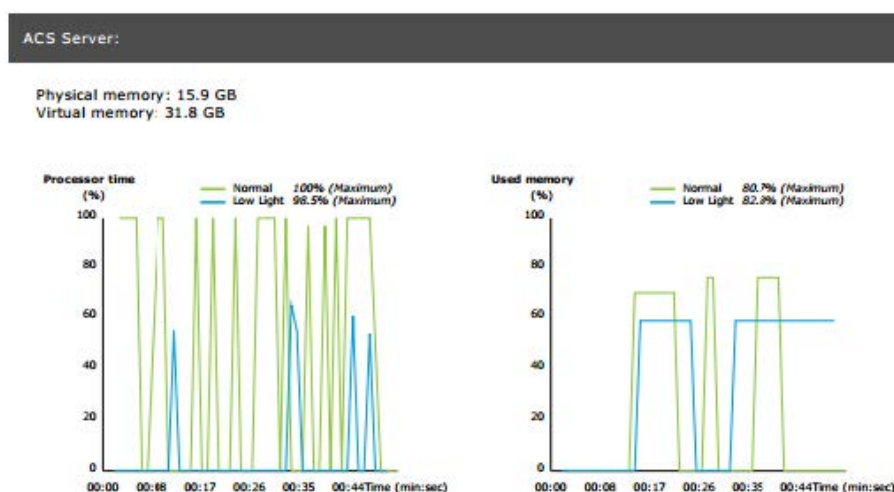 ACS Server:
Physical memory: 15.9 GB
Virtual memory: 31.8 GB
Processor time
(%)
Normal 100% (Maximum)
Low Light 98.5% (Maximum)
100
80
60
40
20
0
00:00 00:08 00:17 00:26 00:35 00:44 Time (min:sec)
Used memory
(%)
Normal 80.7% (Maximum)
Low Light 82.8% (Maximum)
100
80
60
40
20
0
00:00 00:08 00:17 00:26 00:35 00:44 Time (min:sec)